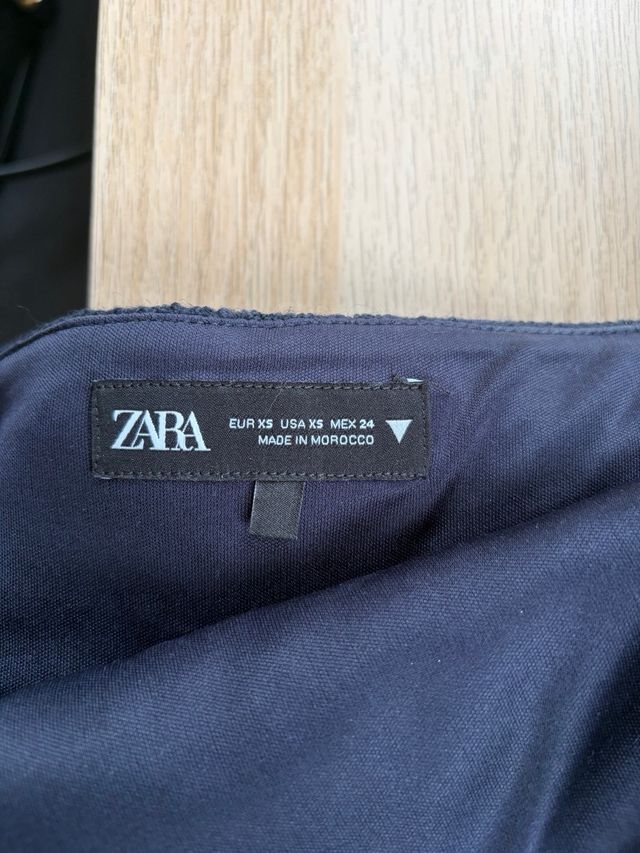 ZARA
EUR XS USA XS MEX 24
MADE IN MOROCCO